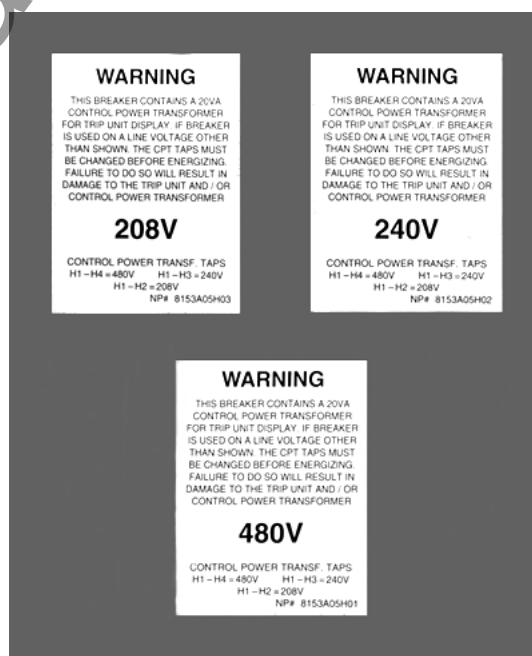 WARNING
THIS BREAKER CONTAINS A 20VA
CONTROL POWER TRANSFORMER
FOR TRIP UNIT DISPLAY. IF BREAKER
IS USED ON A LINE VOLTAGE OTHER
THAN SHOWN. THE CPT TAPS MUST
BE CHANGED BEFORE ENERGIZING.
FAILURE TO DO SO WILL RESULT IN
DAMAGE TO THE TRIP UNIT AND / OR
CONTROL POWER TRANSFORMER
208V
CONTROL POWER TRANSF. TAPS
H1-H4=480V H1-H3=240V
H1-H2=208V
NP# 8153A05H03
WARNING
THIS BREAKER CONTAINS A 20VA
CONTROL POWER TRANSFORMER
FOR TRIP UNIT DISPLAY. IF BREAKER
IS USED ON A LINE VOLTAGE OTHER
THAN SHOWN. THE CPT TAPS MUST
BE CHANGED BEFORE ENERGIZING.
FAILURE TO DO SO WILL RESULT IN
DAMAGE TO THE TRIP UNIT AND / OR
CONTROL POWER TRANSFORMER
240V
CONTROL POWER TRANSF. TAPS
H1-H4=480V H1-H3=240V
H1-H2=208V
NP# 8153A05H02
WARNING
THIS BREAKER CONTAINS A 20VA
CONTROL POWER TRANSFORMER
FOR TRIP UNIT DISPLAY. IF BREAKER
IS USED ON A LINE VOLTAGE OTHER
THAN SHOWN. THE CPT TAPS MUST
BE CHANGED BEFORE ENERGIZING.
FAILURE TO DO SO WILL RESULT IN
DAMAGE TO THE TRIP UNIT AND / OR
CONTROL POWER TRANSFORMER
480V
CONTROL POWER TRANSF. TAPS
H1-H4=480V H1-H3=240V
H1-H2=208V
NP# 8153A05H01